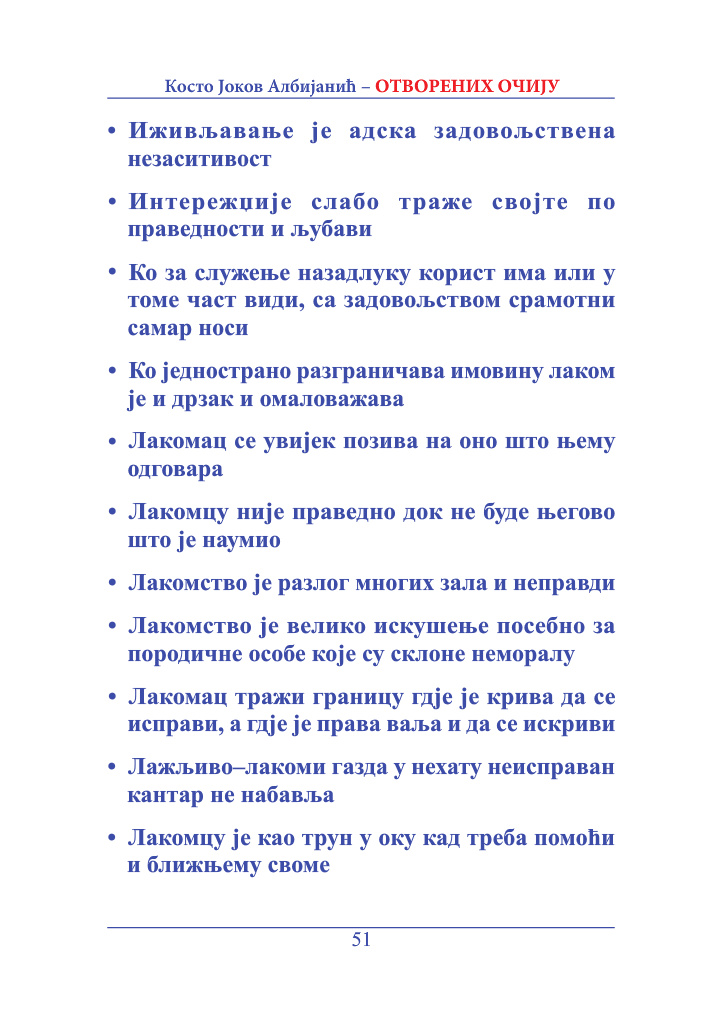 Косто Јоков Албијанић – ОТВОРЕНИХ ОЧИЈУ
• Иживљавање је адска задовољствена
незаситивост
• Интережџије слабо траже својте по
праведности и љубави
• Ко за служење назадлуку корист има или у
томе част види, са задовољством срамотни
самар носи
• Ко једнострано разграничава имовину лаком
је и дрзак и омаловажава
• Лакомац се увијек позива на оно што њему
одговара
• Лакомцу није праведно док не буде његово
што је наумио
• Лакомство је разлог многих зала и неправди
• Лакомство је велико искушење посебно за
породичне особе које су склоне неморалу
• Лакомац тражи границу гдје је крива да се
исправи, а гдје је права ваља и да се искриви
• Лажљиво–лакоми газда у нехату неисправан
кантар не набавља
• Лакомцу је као трун у оку кад треба помоћи
и ближњему своме
51